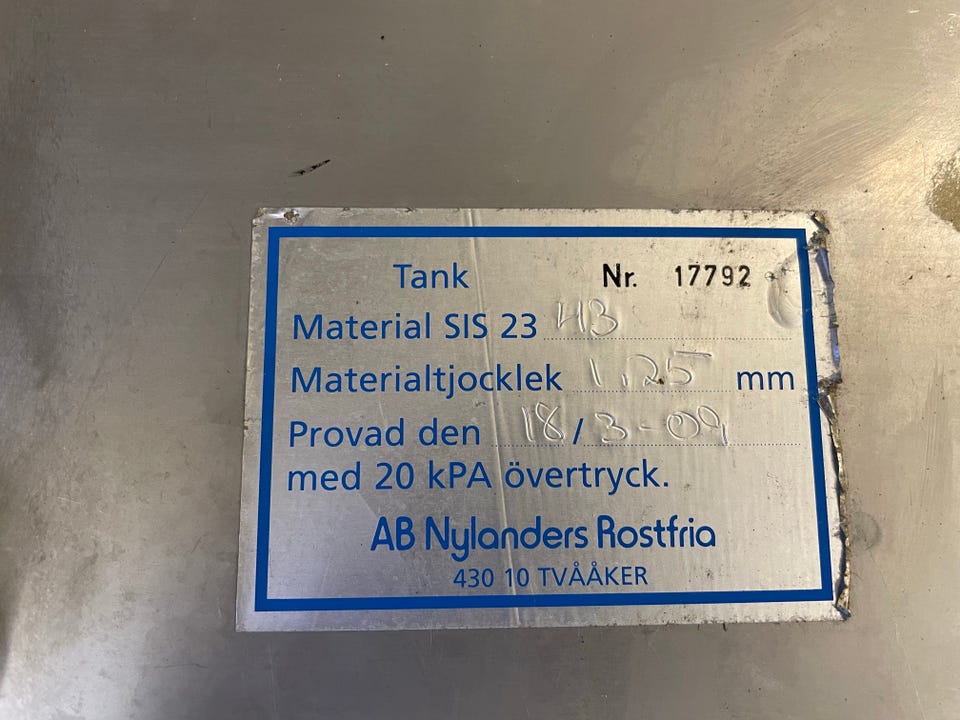 Tank Nr. 17792
Material SIS 23 43
Materialtjocklek 1.25 mm
Provad den 18/3-09
med 20 kPA övertryck.
AB Nylanders Rostfria
430 10 TVÅÅKER